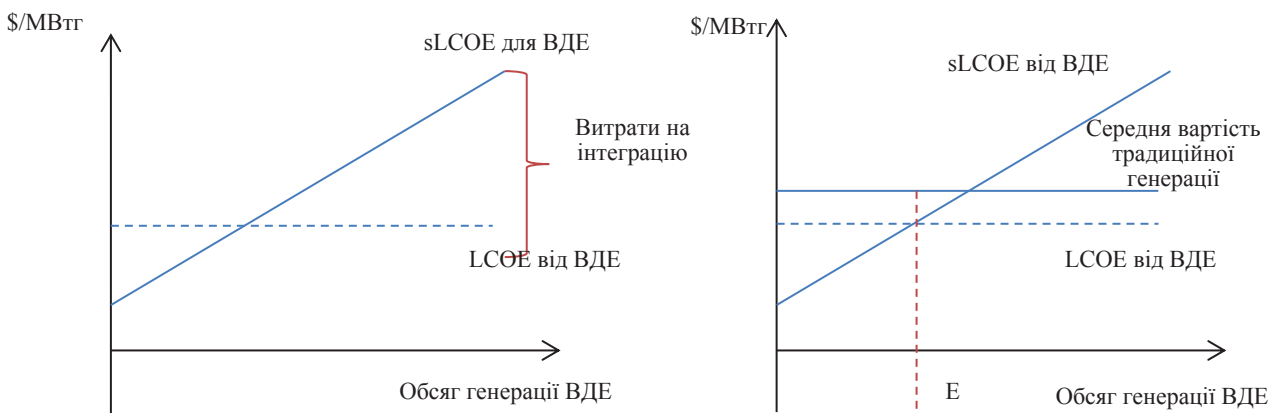 $/МВтг
sLCOE для ВДЕ
Витрати на
інтеграцію
LCOE від ВДЕ
Обсяг генерації ВДЕ
$/МВтг
sLCOE від ВДЕ
Середня вартість
традиційної
генерації
LCOE від ВДЕ
E
Обсяг генерації ВДЕ